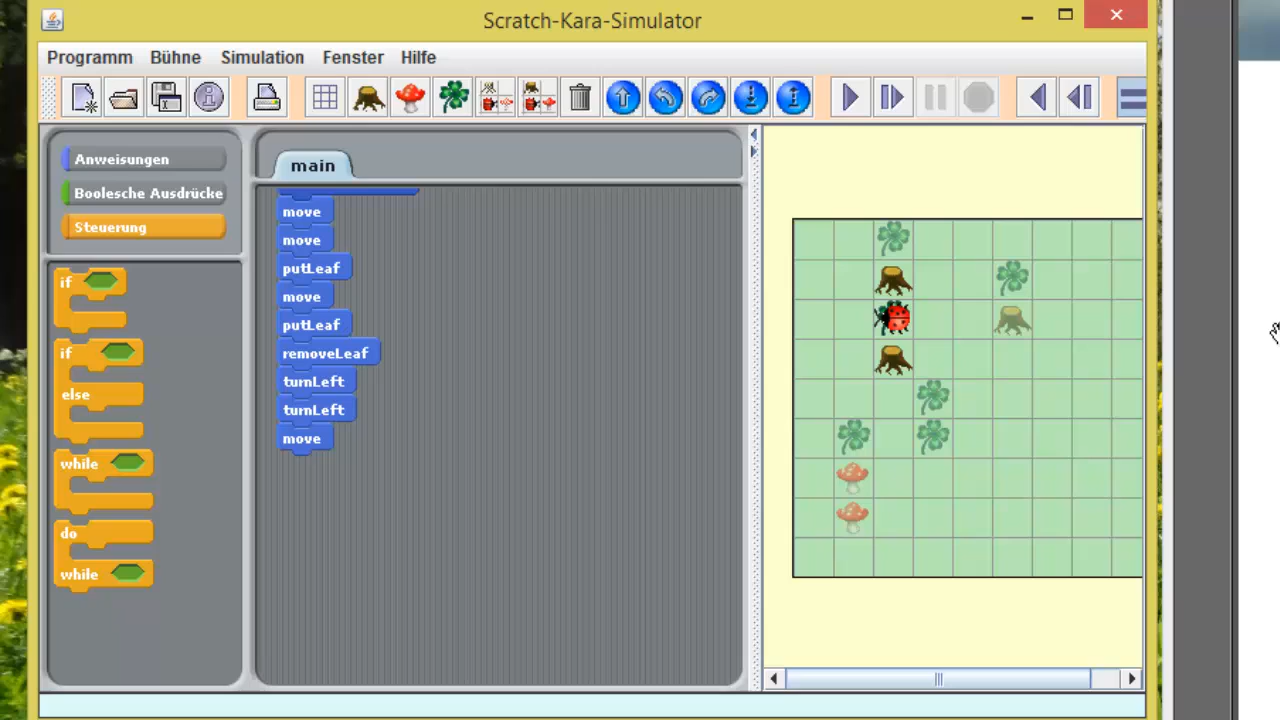 Scratch-Kara-Simulator
Programm Bühne Simulation Fenster Hilfe
Anweisungen
Boolesche Ausdrücke
Steuerung
if
if
else
while
do
while
main
move
move
putLeaf
move
putLeaf
removeLeaf
turnLeft
turnLeft
move